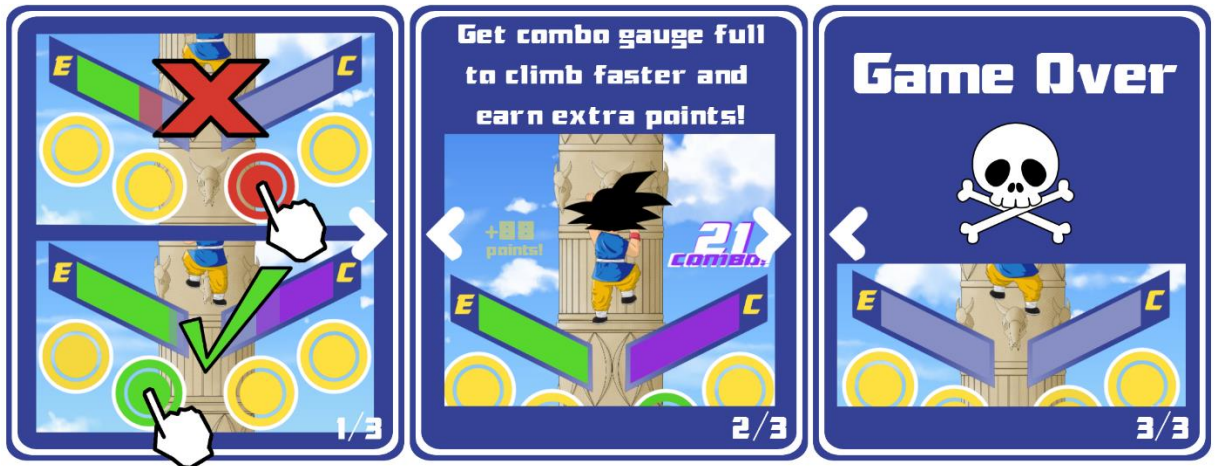 E
C
E
C
1/3
Get combo gauge full
to climb faster and
earn extra points!
+88
points!
21
COMBO!
E
C
2/3
Game Over
E
C
3/3